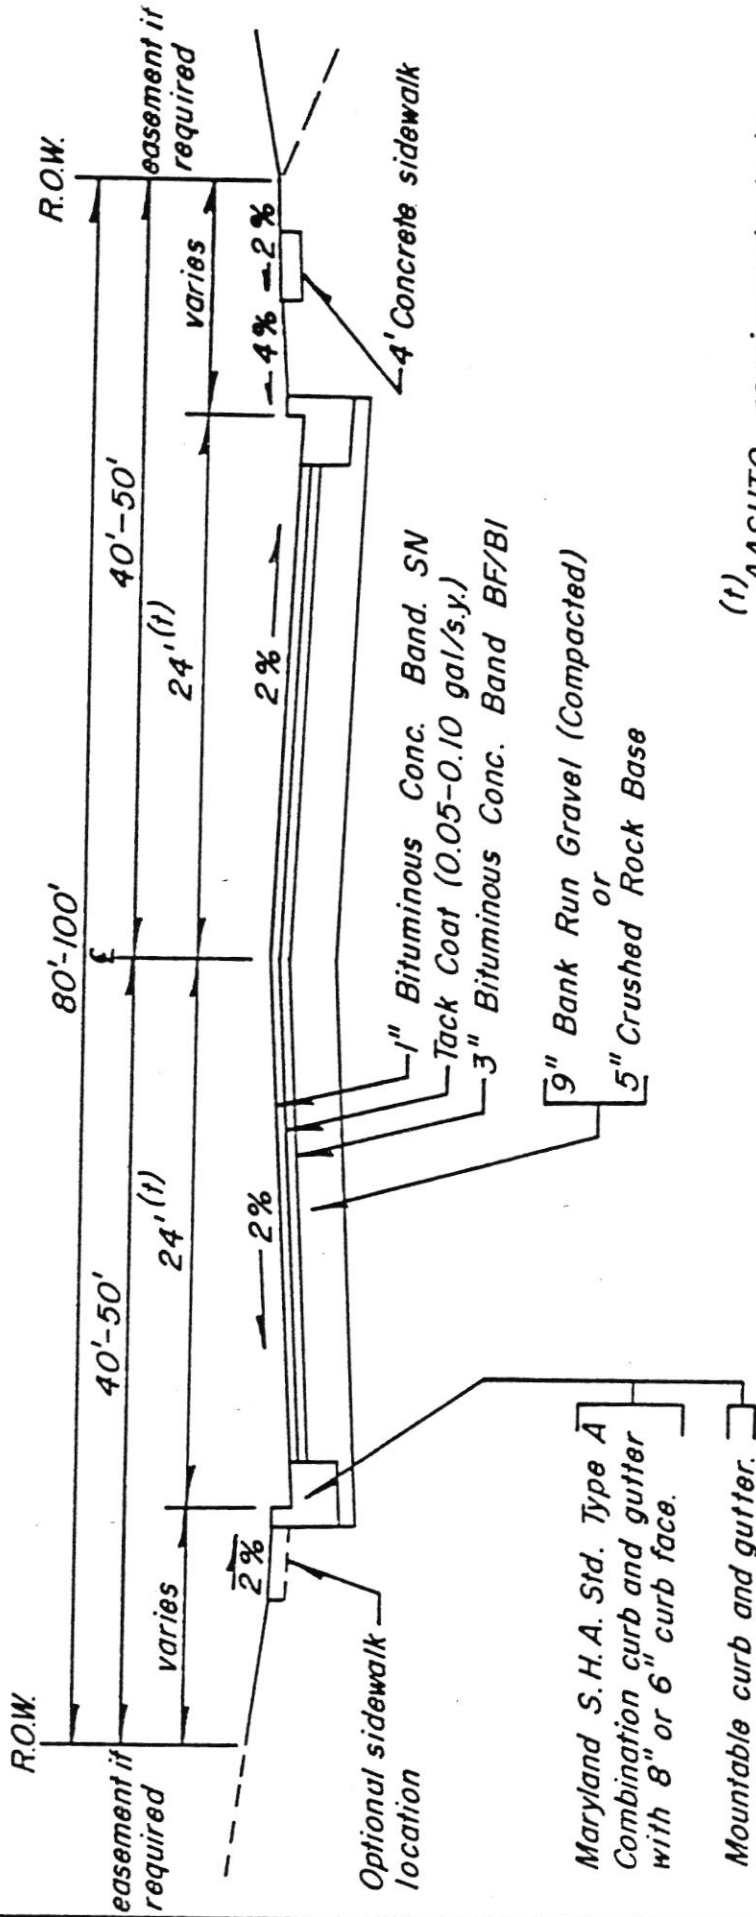 R.O.W.
R.O.W.
80'-100'
40'-50'
40'-50'
easement if
required
easement if
required
varies
24'(t)
℄
24'(t)
varies
2%
2%
2%
4%
2%
Optional sidewalk
location
4' Concrete sidewalk
1" Bituminous Conc. Band. SN
Tack Coat (0.05-0.10 gal/s.y.)
3" Bituminous Conc. Band BF/BI
9" Bank Run Gravel (Compacted)
or
5" Crushed Rock Base
Maryland S.H.A. Std. Type A
Combination curb and gutter
with 8" or 6" curb face.
Mountable curb and gutter.
(t)